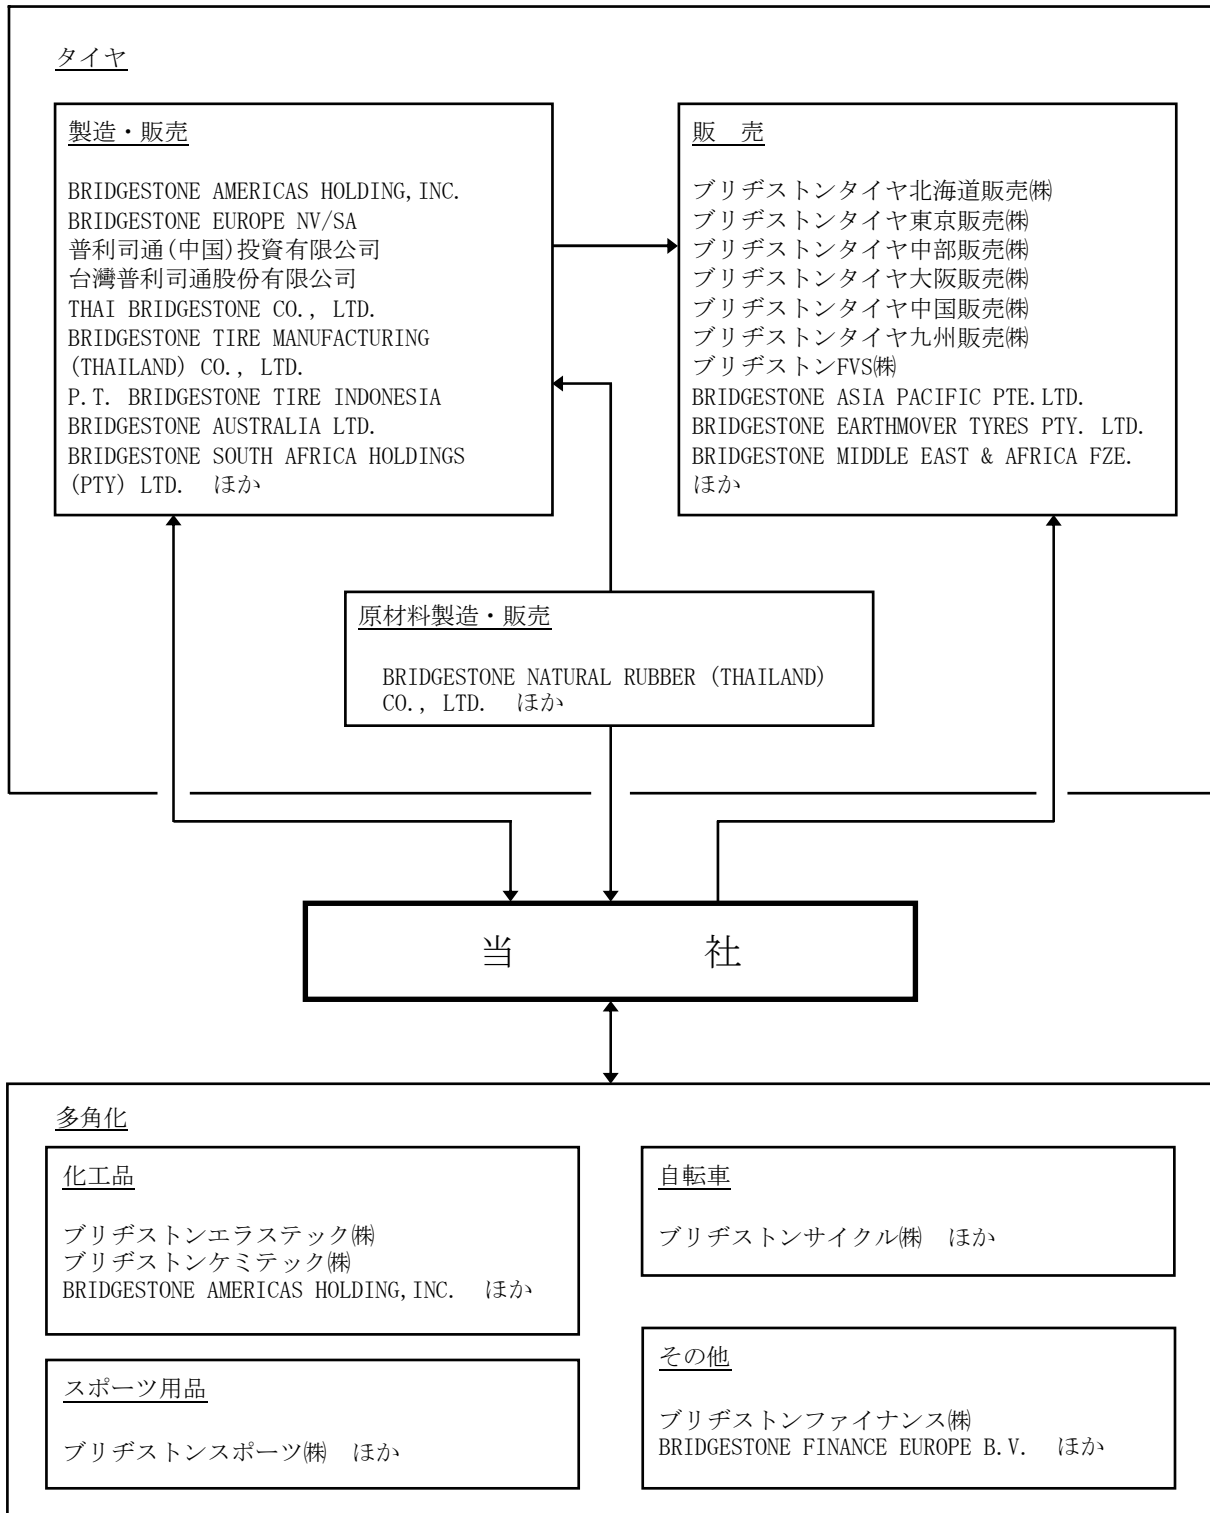 タイヤ
製造・販売
BRIDGESTONE AMERICAS HOLDING,INC.
BRIDGESTONE EUROPE NV/SA
普利司通(中国)投資有限公司
台灣普利司通股份有限公司
THAI BRIDGESTONE CO., LTD.
BRIDGESTONE TIRE MANUFACTURING
(THAILAND) CO., LTD.
P.T. BRIDGESTONE TIRE INDONESIA
BRIDGESTONE AUSTRALIA LTD.
BRIDGESTONE SOUTH AFRICA HOLDINGS
(PTY) LTD.　ほか
販　売
ブリヂストンタイヤ北海道販売㈱
ブリヂストンタイヤ東京販売㈱
ブリヂストンタイヤ中部販売㈱
ブリヂストンタイヤ大阪販売㈱
ブリヂストンタイヤ中国販売㈱
ブリヂストンタイヤ九州販売㈱
ブリヂストンFVS㈱
BRIDGESTONE ASIA PACIFIC PTE.LTD.
BRIDGESTONE EARTHMOVER TYRES PTY. LTD.
BRIDGESTONE MIDDLE EAST & AFRICA FZE.
ほか
原材料製造・販売
BRIDGESTONE NATURAL RUBBER (THAILAND)
CO., LTD.　ほか
当　社
多角化
化工品
ブリヂストンエラステック㈱
ブリヂストンケミテック㈱
BRIDGESTONE AMERICAS HOLDING,INC.　ほか
自転車
ブリヂストンサイクル㈱　ほか
スポーツ用品
ブリヂストンスポーツ㈱　ほか
その他
ブリヂストンファイナンス㈱
BRIDGESTONE FINANCE EUROPE B.V.　ほか